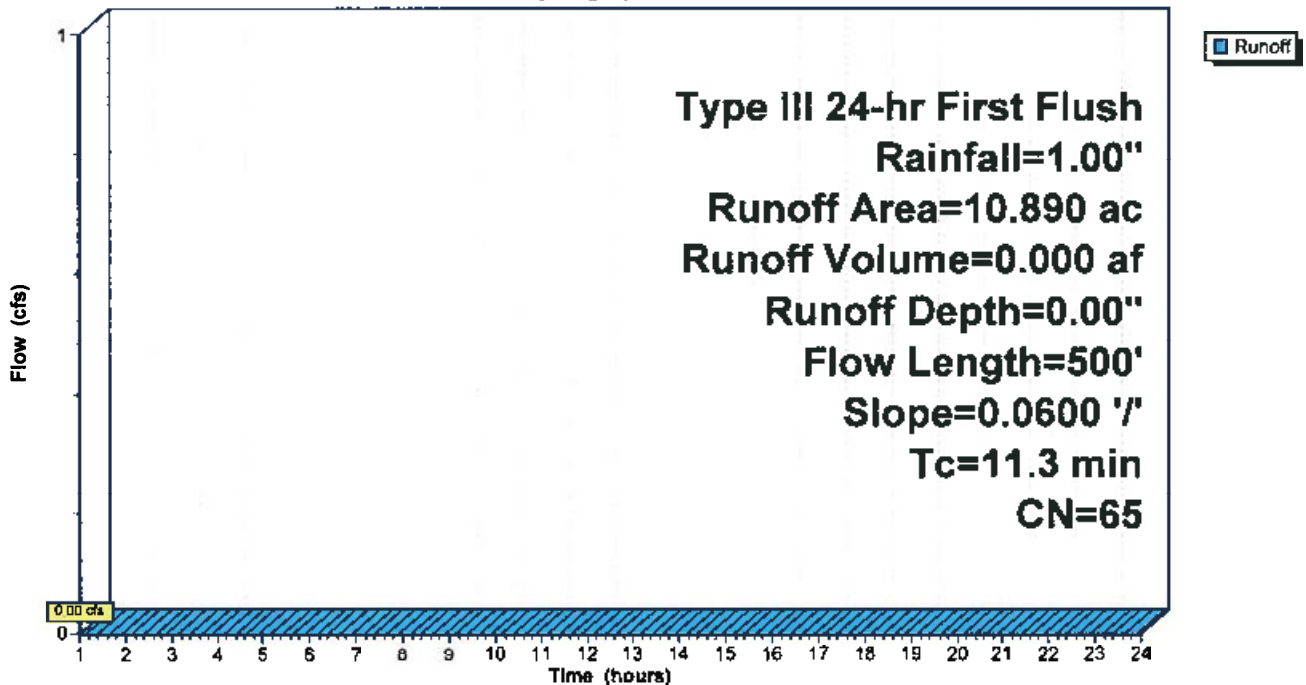 Runoff
Type III 24-hr First Flush
Rainfall=1.00"
Runoff Area=10.890 ac
Runoff Volume=0.000 af
Runoff Depth=0.00"
Flow Length=500'
Slope=0.0600 '/'
Tc=11.3 min
CN=65
Flow (cfs)
1
0.00 cfs
0
1 2 3 4 5 6 7 8 9 10 11 12 13 14 15 16 17 18 19 20 21 22 23 24
Time (hours)